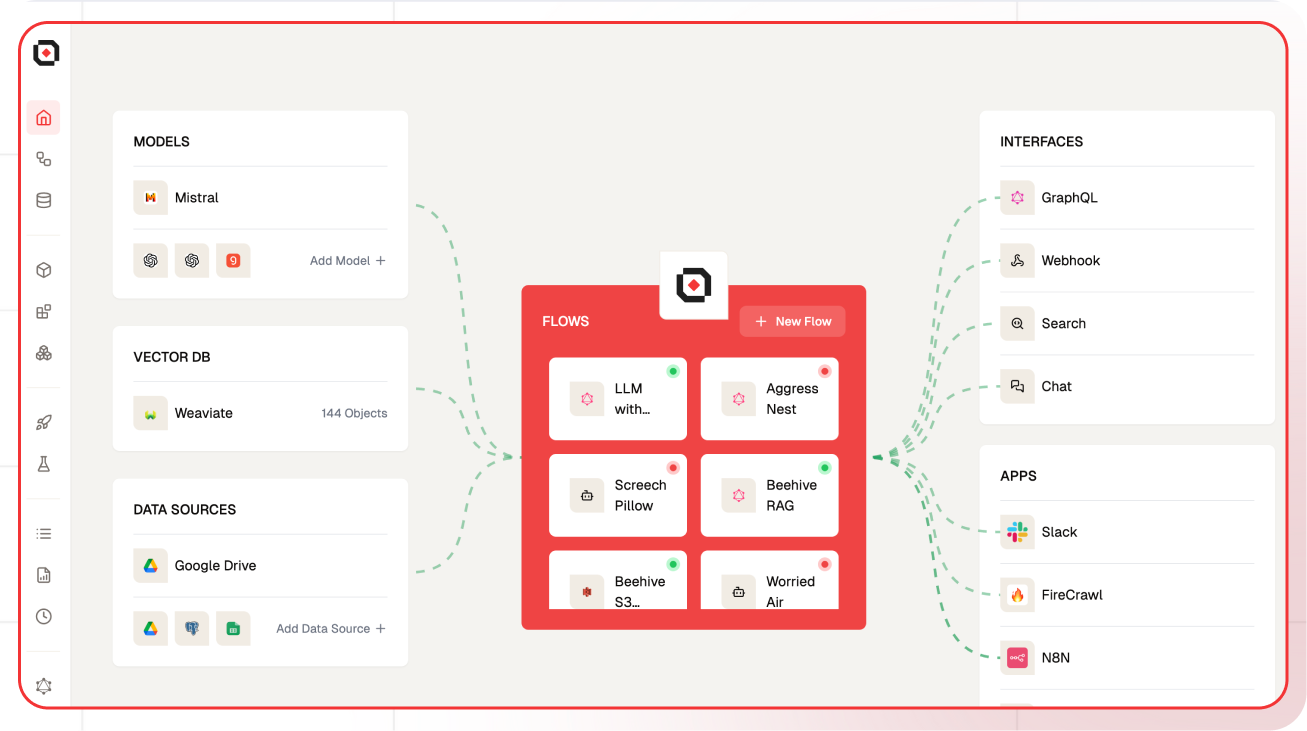 MODELS
Mistral
Add Model +
VECTOR DB
Weaviate
144 Objects
DATA SOURCES
Google Drive
Add Data Source +
FLOWS
+ New Flow
LLM
with...
Aggress
Nest
Screech
Pillow
Beehive
RAG
Beehive
S3...
Worried
Air
INTERFACES
GraphQL
Webhook
Search
Chat
APPS
Slack
FireCrawl
N8N